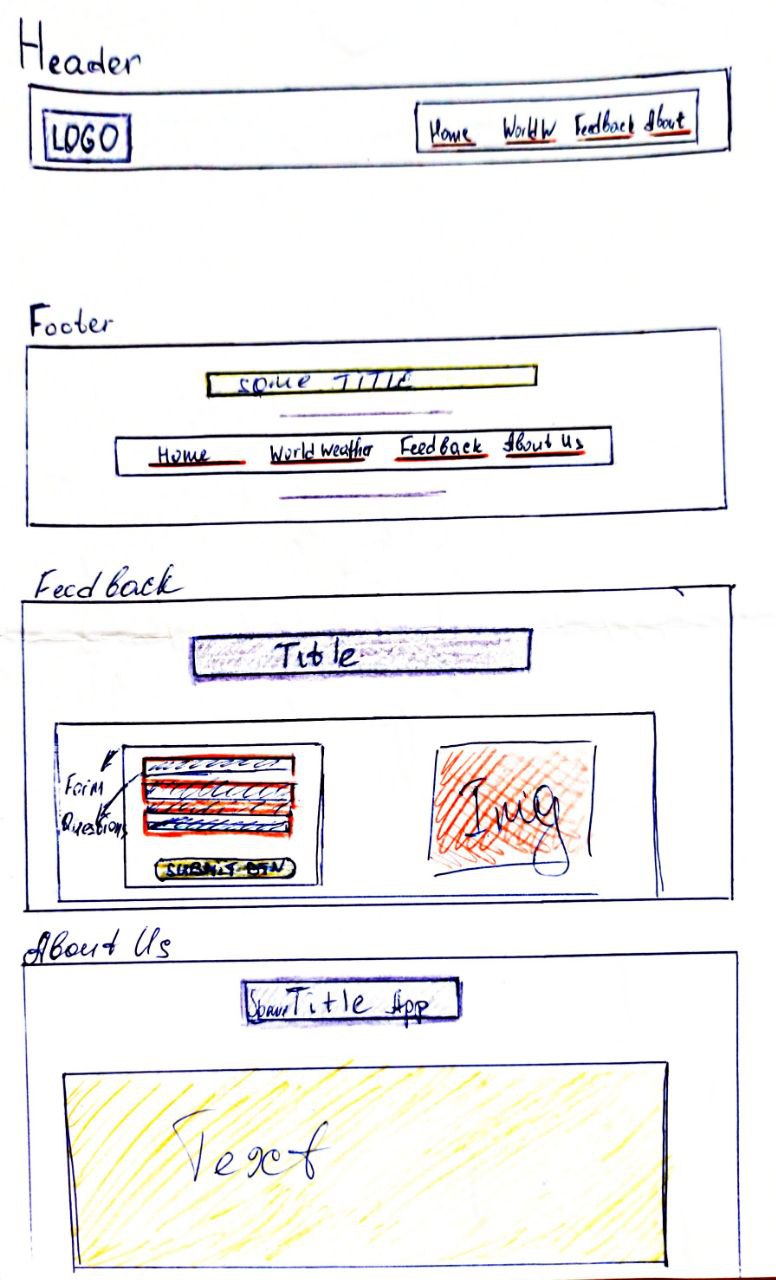 Header
LOGO Home WorldW Feedback About
Footer
SOME TITLE
Home World weather Feedback About Us
Feedback
Title
Form
Questions
SUBMIT BTN
Img
About Us
Some Title App
Text